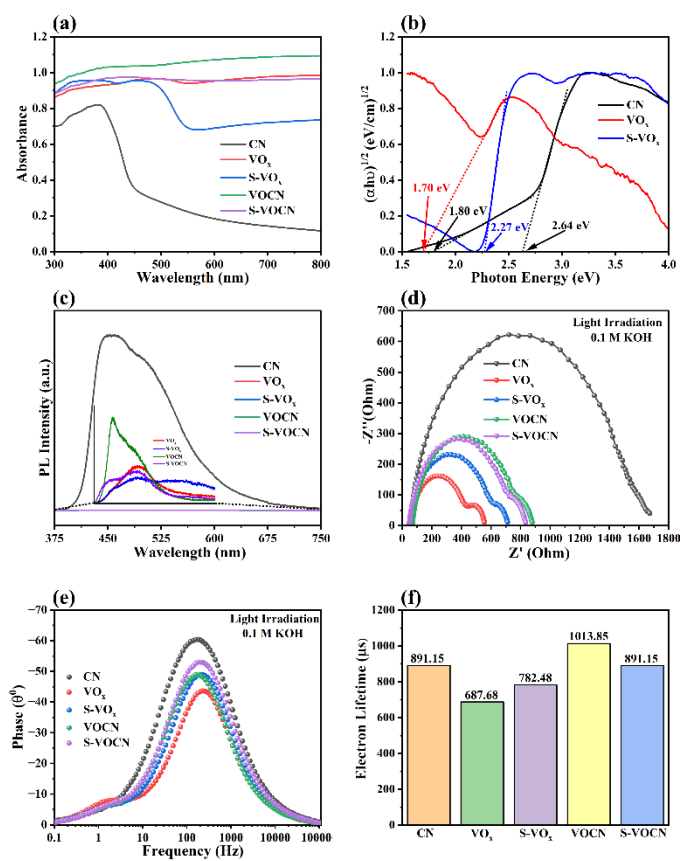 (a)
1.2
1.0
0.8
0.6
0.4
0.2
0.0
Absorbance
CN
VOx
S-VOx
VOCN
S-VOCN
300 400 500 600 700 800
Wavelength (nm)
(b)
1.2
1.0
0.8
0.6
0.4
0.2
0.0
(αhυ)^1/2 (eV/cm)^1/2
CN
VOx
S-VOx
1.70 eV
1.80 eV
2.27 eV
2.64 eV
2.0 2.5 3.0 3.5 4.0
Photon Energy (eV)
(c)
PL Intensity (a.u.)
CN
VOx
S-VOx
VOCN
S-VOCN
VOx
S-VOx
VOCN
S-VOCN
375 450 525 600 675 750
Wavelength (nm)
(d)
700
600
500
400
300
200
100
0
-Z''(Ohm)
Light Irradiation
0.1 M KOH
CN
VOx
S-VOx
VOCN
S-VOCN
0 200 400 600 800 1000 1200 1400 1600 1800
Z' (Ohm)
(e)
−70
−60
−50
−40
−30
−20
−10
0
Phase (θ⁰)
Light Irradiation
0.1 M KOH
CN
VOx
S-VOx
VOCN
S-VOCN
0.1 1 10 100 1000 10000
Frequency (Hz)
(f)
1200
1000
800
600
400
200
0
Electron Lifetime (μs)
891.15
687.68
782.48
1013.85
891.15
CN VOx S-VOx VOCN S-VOCN